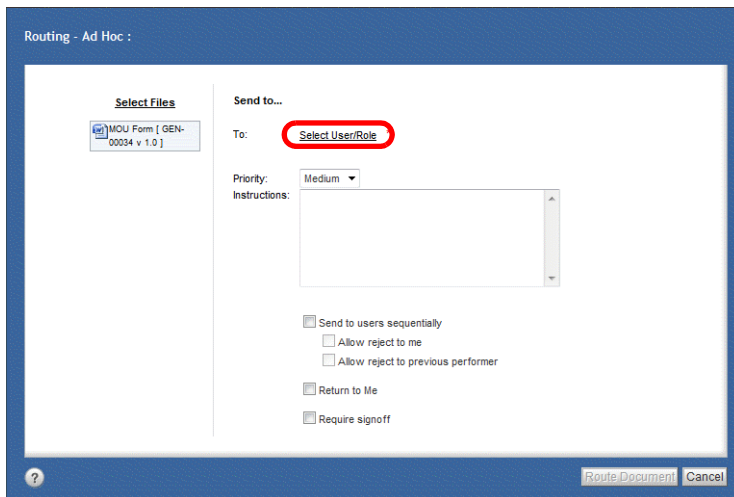 Routing - Ad Hoc :
Select Files
MOU Form [ GEN-
00034 v 1.0 ]
Send to...
To: Select User/Role
Priority: Medium
Instructions:
Send to users sequentially
Allow reject to me
Allow reject to previous performer
Return to Me
Require signoff
?
Route Document Cancel